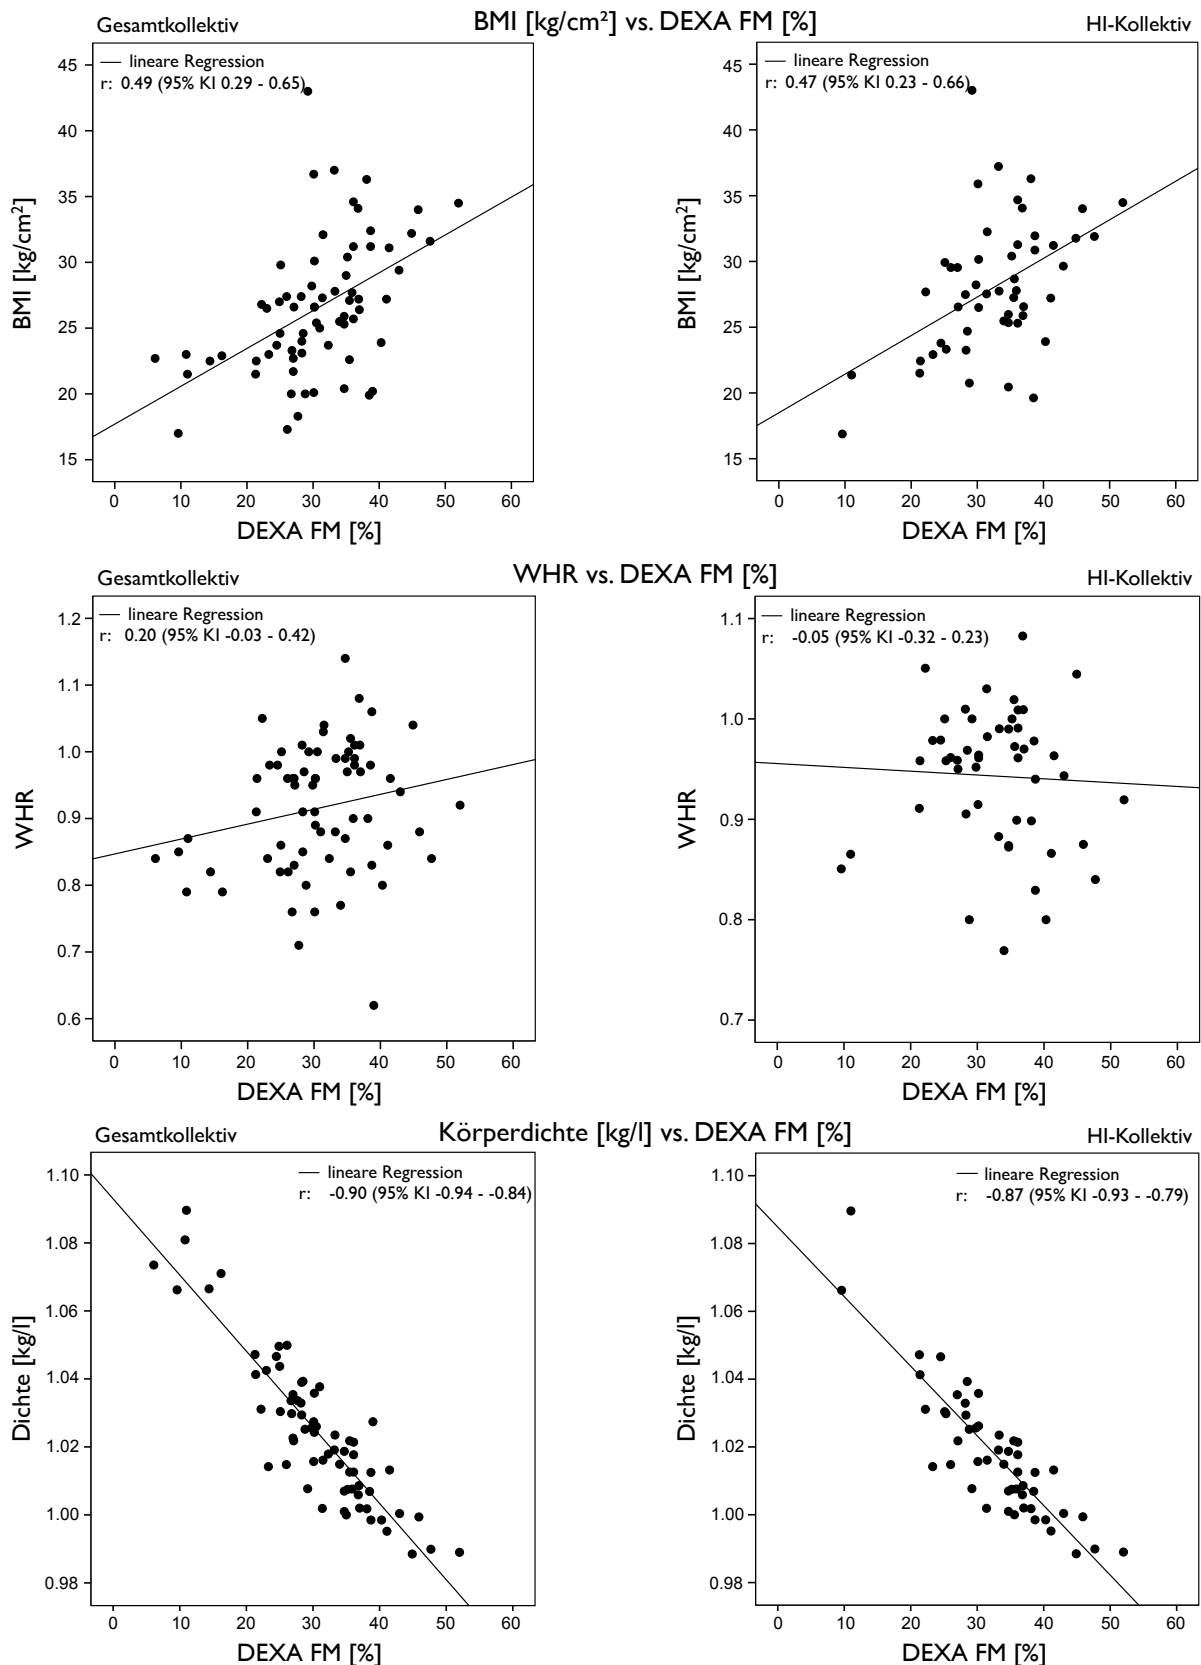 BMI [kg/cm²] vs. DEXA FM [%]
Gesamtkollektiv
HI-Kollektiv
lineare Regression
r: 0.49 (95% KI 0.29 - 0.65)
45
40
35
30
25
20
15
BMI [kg/cm²]
0 10 20 30 40 50 60
DEXA FM [%]
lineare Regression
r: 0.47 (95% KI 0.23 - 0.66)
45
40
35
30
25
20
15
BMI [kg/cm²]
0 10 20 30 40 50 60
DEXA FM [%]
WHR vs. DEXA FM [%]
Gesamtkollektiv
HI-Kollektiv
lineare Regression
r: 0.20 (95% KI -0.03 - 0.42)
1.2
1.1
1.0
0.9
0.8
0.7
0.6
WHR
0 10 20 30 40 50 60
DEXA FM [%]
lineare Regression
r: -0.05 (95% KI -0.32 - 0.23)
1.1
1.0
0.9
0.8
0.7
WHR
0 10 20 30 40 50 60
DEXA FM [%]
Körperdichte [kg/l] vs. DEXA FM [%]
Gesamtkollektiv
HI-Kollektiv
lineare Regression
r: -0.90 (95% KI -0.94 - -0.84)
1.10
1.08
1.06
1.04
1.02
1.00
0.98
Dichte [kg/l]
0 10 20 30 40 50 60
DEXA FM [%]
lineare Regression
r: -0.87 (95% KI -0.93 - -0.79)
1.10
1.08
1.06
1.04
1.02
1.00
0.98
Dichte [kg/l]
0 10 20 30 40 50 60
DEXA FM [%]